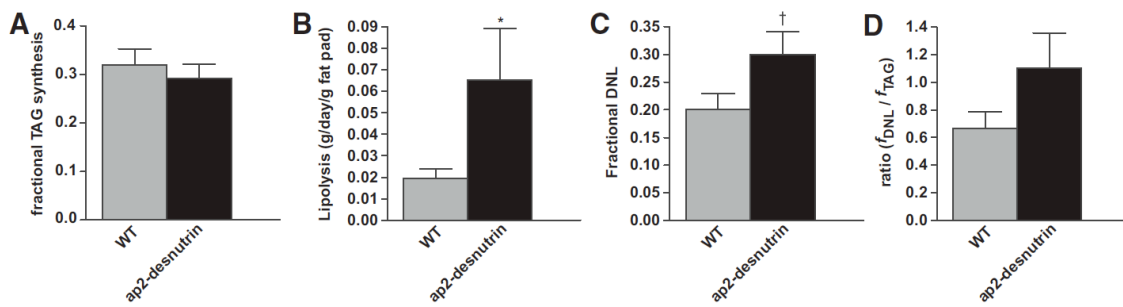 A
fractional TAG synthesis
0.4
0.3
0.2
0.1
0.0
WT
ap2-desnutrin
B
Lipolysis (g/day/g fat pad)
0.09
0.08
0.07
0.06
0.05
0.04
0.03
0.02
0.01
0.00
*
WT
ap2-desnutrin
C
Fractional DNL
0.35
0.30
0.25
0.20
0.15
0.10
0.05
0.00
†
WT
ap2-desnutrin
D
ratio (fDNL / fTAG)
1.4
1.2
1.0
0.8
0.6
0.4
0.2
0.0
WT
ap2-desnutrin